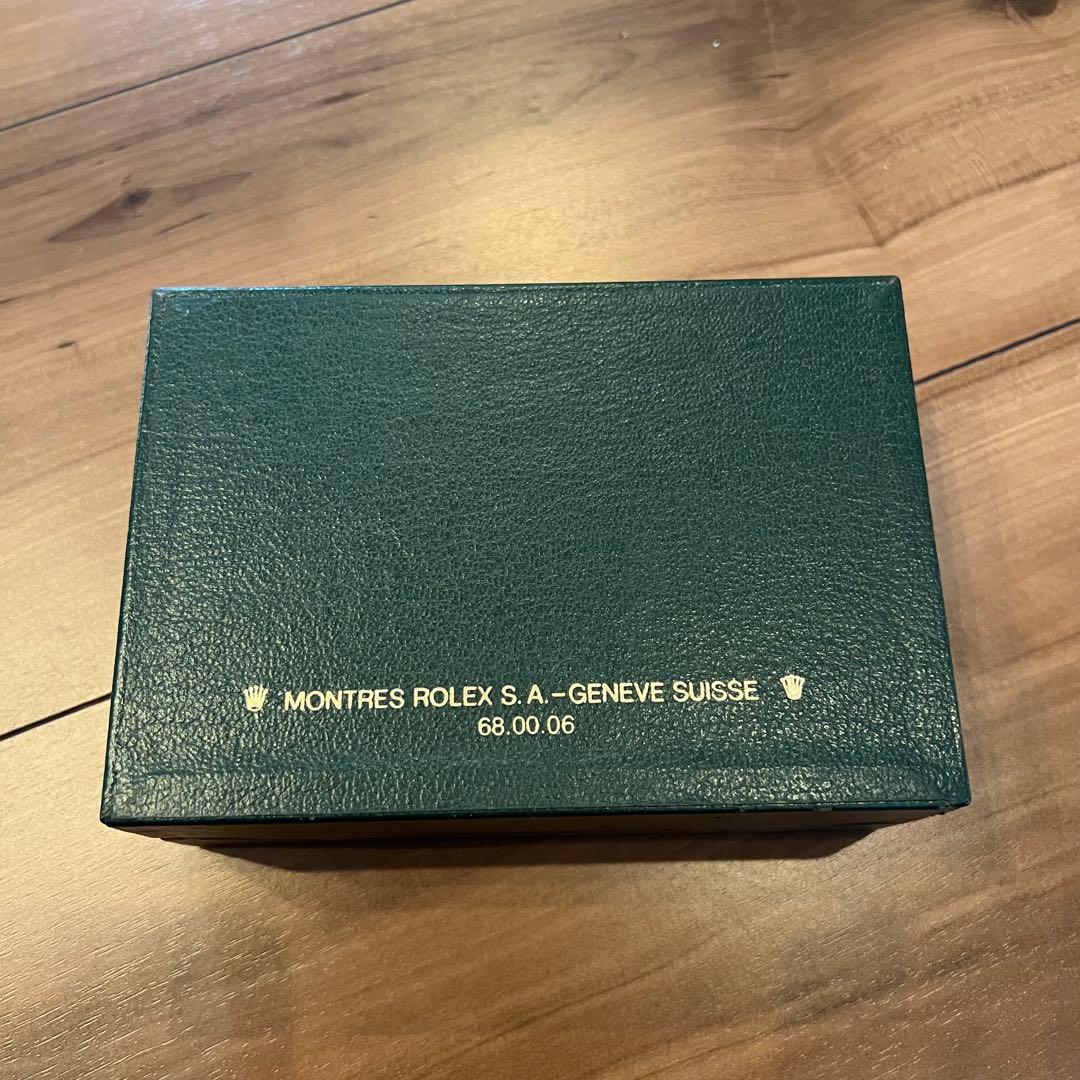 MONTRES ROLEX S.A.-GENEVE SUISSE
68.00.06